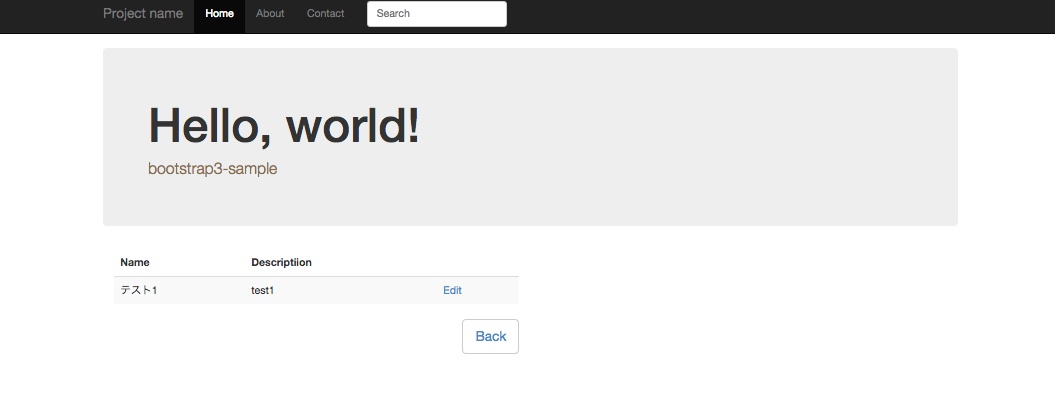 Project name Home About Contact Search
Hello, world!
bootstrap3-sample
Name Descriptiion
テスト1 test1 Edit
Back